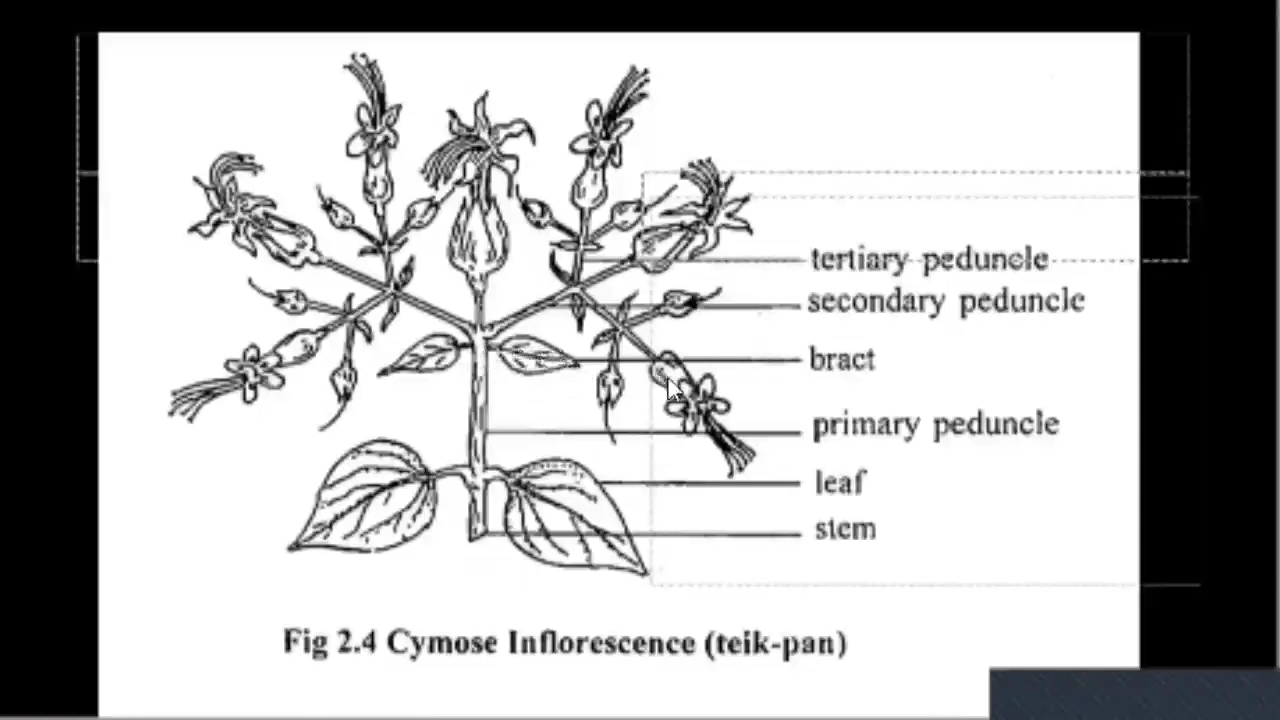 tertiary peduncle
secondary peduncle
bract
primary peduncle
leaf
stem
Fig 2.4 Cymose Inflorescence (teik-pan)